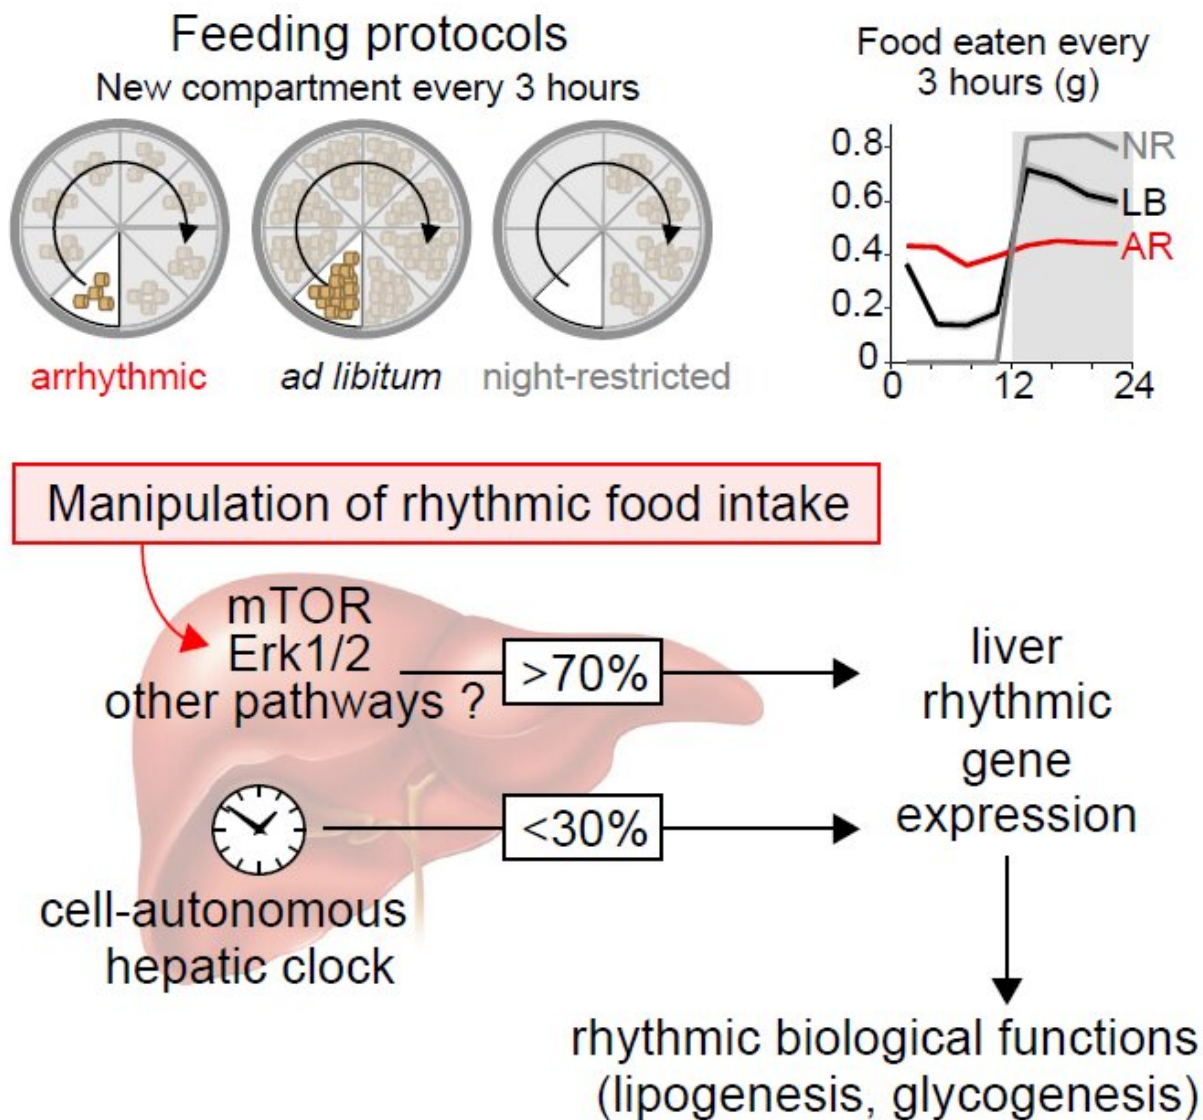 Feeding protocols
New compartment every 3 hours
arrhythmic
ad libitum
night-restricted
Food eaten every
3 hours (g)
0.8
0.6
0.4
0.2
0
NR
LB
AR
0
12
24
Manipulation of rhythmic food intake
mTOR
Erk1/2
other pathways ?
>70%
<30%
liver
rhythmic
gene
expression
cell-autonomous
hepatic clock
rhythmic biological functions
(lipogenesis, glycogenesis)